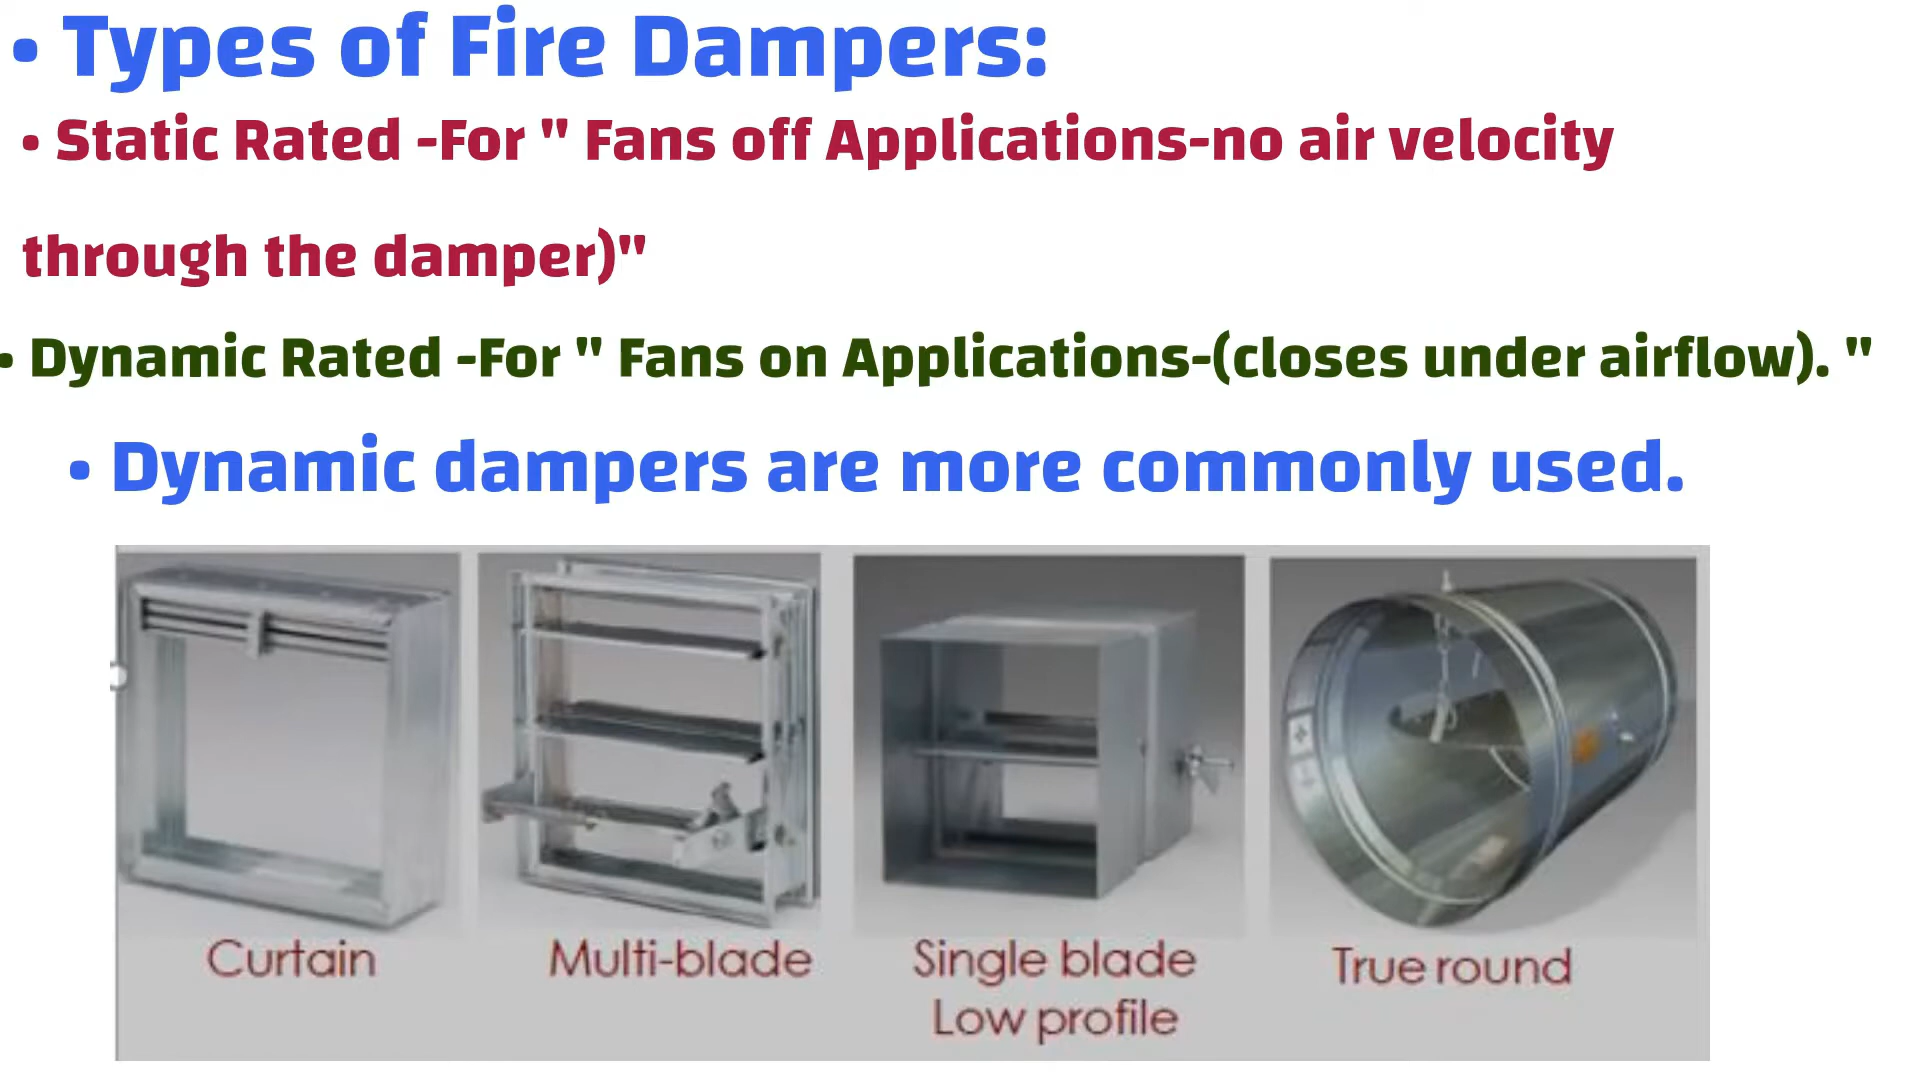 • Types of Fire Dampers:
• Static Rated -For " Fans off Applications-no air velocity
through the damper)"
• Dynamic Rated -For " Fans on Applications-(closes under airflow). "
• Dynamic dampers are more commonly used.
Curtain
Multi-blade
Single blade
Low profile
True round